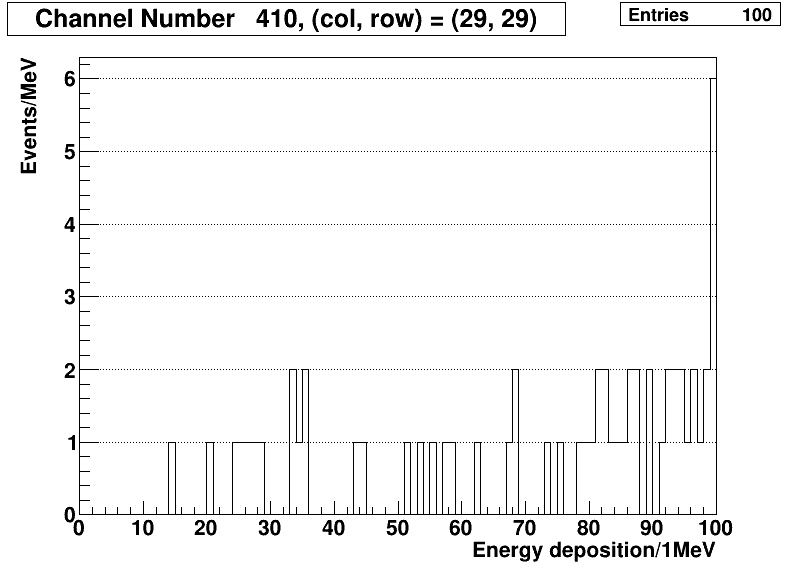 Channel Number 410, (col, row) = (29, 29)
Entries 100
Events/MeV
6
5
4
3
2
1
0
0 10 20 30 40 50 60 70 80 90 100
Energy deposition/1MeV